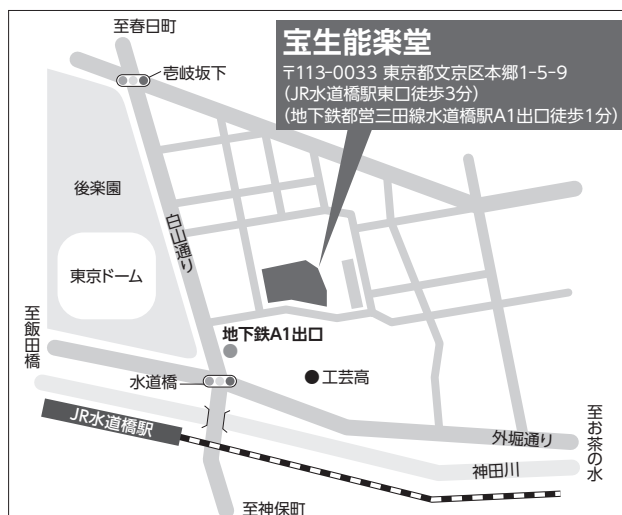 至春日町
壱岐坂下
宝生能楽堂
〒113-0033 東京都文京区本郷1-5-9
(JR水道橋駅東口徒歩3分)
(地下鉄都営三田線水道橋駅A1出口徒歩1分)
後楽園
白山通り
東京ドーム
至飯田橋
地下鉄A1出口
水道橋
工芸高
JR水道橋駅
外堀通り
至お茶の水
神田川
至神保町